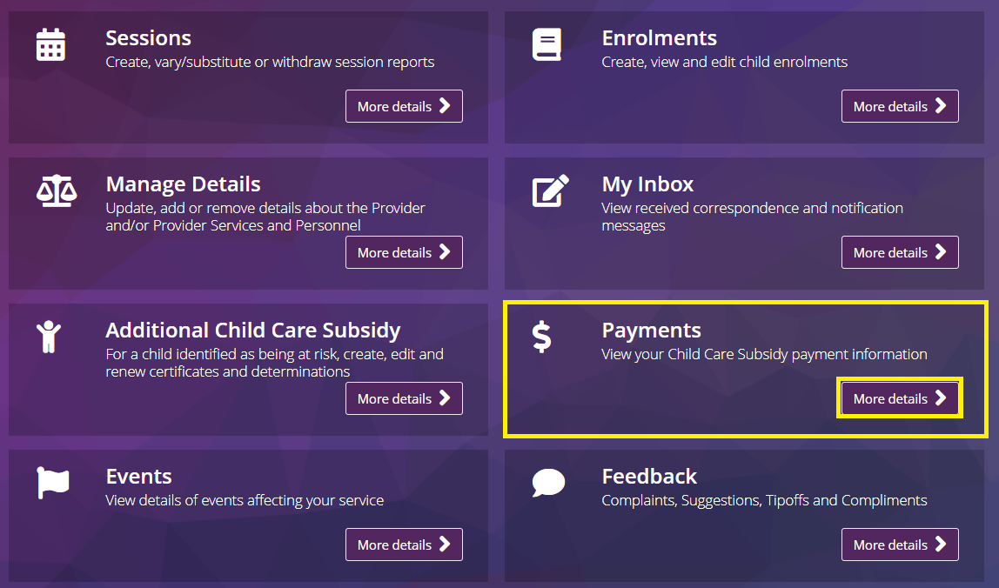 Sessions
Create, vary/substitute or withdraw session reports
More details
Enrolments
Create, view and edit child enrolments
More details
Manage Details
Update, add or remove details about the Provider
and/or Provider Services and Personnel
More details
My Inbox
View received correspondence and notification
messages
More details
Additional Child Care Subsidy
For a child identified as being at risk, create, edit and
renew certificates and determinations
More details
Payments
View your Child Care Subsidy payment information
More details
Events
View details of events affecting your service
More details
Feedback
Complaints, Suggestions, Tipoffs and Compliments
More details